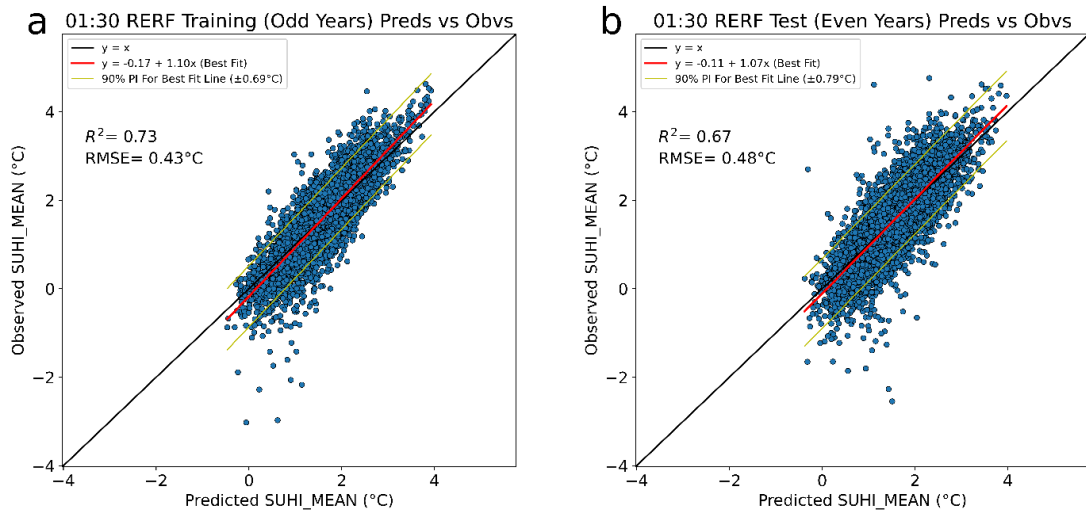 a
01:30 RERF Training (Odd Years) Preds vs Obvs
y = x
y = -0.17 + 1.10x (Best Fit)
90% PI For Best Fit Line (±0.69°C)
R²= 0.73
RMSE= 0.43°C
Observed SUHI_MEAN (°C)
4
2
0
−2
−4
−4 −2 0 2 4
Predicted SUHI_MEAN (°C)
b
01:30 RERF Test (Even Years) Preds vs Obvs
y = x
y = -0.11 + 1.07x (Best Fit)
90% PI For Best Fit Line (±0.79°C)
R²= 0.67
RMSE= 0.48°C
Observed SUHI_MEAN (°C)
4
2
0
−2
−4
−4 −2 0 2 4
Predicted SUHI_MEAN (°C)